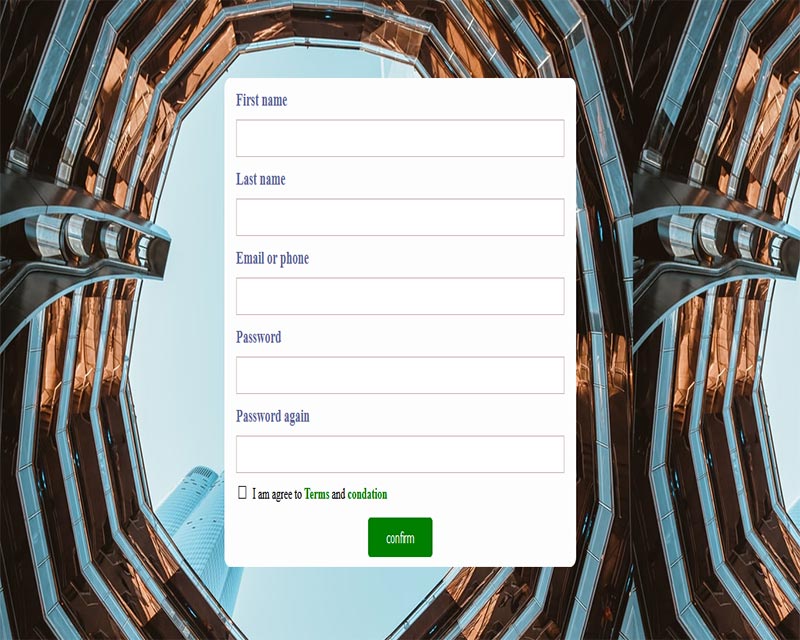 First name
Last name
Email or phone
Password
Password again
I am agree to Terms and condation
confirm